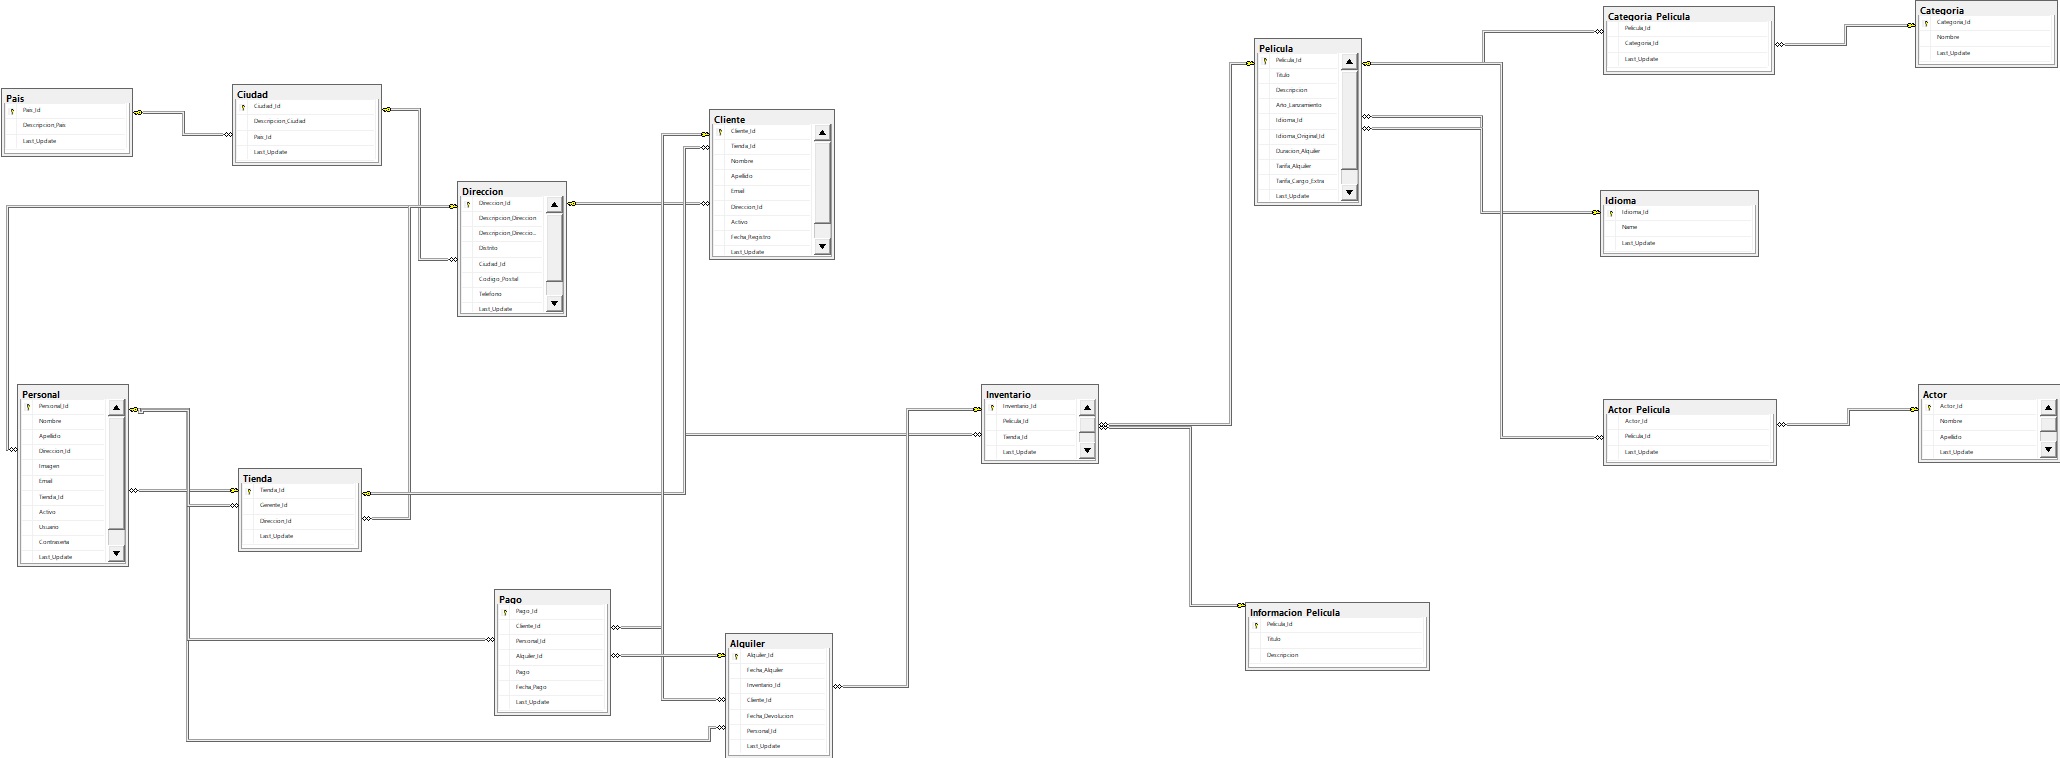 Pais
Pais_Id
Descripcion_Pais
Last_Update
Ciudad
Ciudad_Id
Descripcion_Ciudad
Pais_Id
Last_Update
Direccion
Direccion_Id
Descripcion_Direccion
Descripcion_Direccio...
Distrito
Ciudad_Id
Codigo_Postal
Telefono
Last_Update
Cliente
Cliente_Id
Tienda_Id
Nombre
Apellido
Email
Direccion_Id
Activo
Fecha_Registro
Last_Update
Pelicula
Pelicula_Id
Titulo
Descripcion
Año_Lanzamiento
Idioma_Id
Idioma_Original_Id
Duracion_Alquiler
Tarifa_Alquiler
Tarifa_Cargo_Extra
Last_Update
Categoria_Pelicula
Pelicula_Id
Categoria_Id
Last_Update
Categoria
Categoria_Id
Nombre
Last_Update
Idioma
Idioma_Id
Name
Last_Update
Personal
Personal_Id
Nombre
Apellido
Direccion_Id
Imagen
Email
Tienda_Id
Activo
Usuario
Contraseña
Last_Update
Tienda
Tienda_Id
Gerente_Id
Direccion_Id
Last_Update
Inventario
Inventario_Id
Pelicula_Id
Tienda_Id
Last_Update
Actor_Pelicula
Actor_Id
Pelicula_Id
Last_Update
Actor
Actor_Id
Nombre
Apellido
Last_Update
Pago
Pago_Id
Cliente_Id
Personal_Id
Alquiler_Id
Pago
Fecha_Pago
Last_Update
Alquiler
Alquiler_Id
Fecha_Alquiler
Inventario_Id
Cliente_Id
Fecha_Devolucion
Personal_Id
Last_Update
Informacion_Pelicula
Pelicula_Id
Titulo
Descripcion